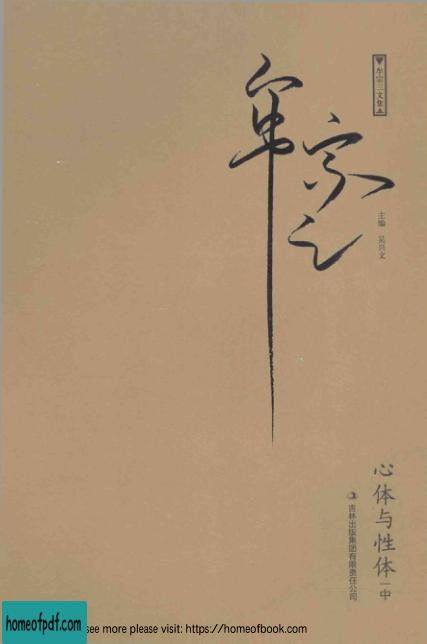 牟宗三文集
牟宗三
主编 吴兴文
心体与性体
中
吉林出版集团有限责任公司
homeofpdf.com
see more please visit: https://homeofbook.com